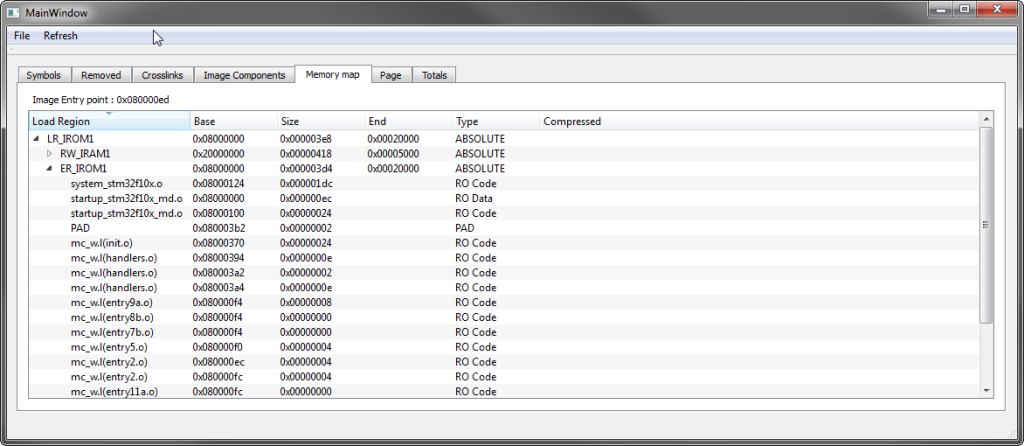 MainWindow
File Refresh
Symbols Removed Crosslinks Image Components Memory map Page Totals
Image Entry point : 0x080000ed
Load Region Base Size End Type Compressed
LR_IROM1 0x08000000 0x000003e8 0x00020000 ABSOLUTE
RW_IRAM1 0x20000000 0x00000418 0x00005000 ABSOLUTE
ER_IROM1 0x08000000 0x000003d4 0x00020000 ABSOLUTE
system_stm32f10x.o 0x08000124 0x000001dc RO Code
startup_stm32f10x_md.o 0x08000000 0x000000ec RO Data
startup_stm32f10x_md.o 0x08000100 0x00000024 RO Code
PAD 0x080003b2 0x00000002 PAD
mc_w.l(init.o) 0x08000370 0x00000024 RO Code
mc_w.l(handlers.o) 0x08000394 0x0000000e RO Code
mc_w.l(handlers.o) 0x080003a2 0x00000002 RO Code
mc_w.l(handlers.o) 0x080003a4 0x0000000e RO Code
mc_w.l(entry9a.o) 0x080000f4 0x00000008 RO Code
mc_w.l(entry8b.o) 0x080000f4 0x00000000 RO Code
mc_w.l(entry7b.o) 0x080000f4 0x00000000 RO Code
mc_w.l(entry5.o) 0x080000f0 0x00000004 RO Code
mc_w.l(entry2.o) 0x080000ec 0x00000004 RO Code
mc_w.l(entry2.o) 0x080000fc 0x00000004 RO Code
mc_w.l(entry11a.o) 0x080000fc 0x00000000 RO Code